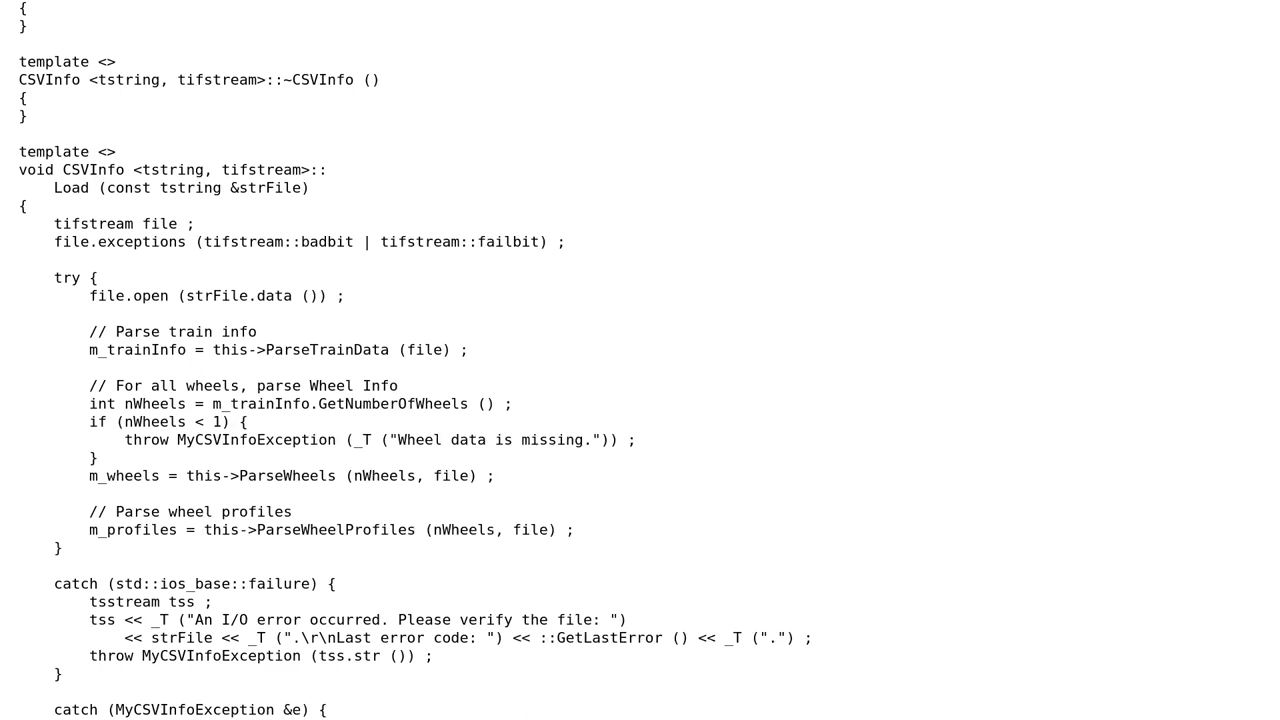 {
}

template <>
CSVInfo <tstring, tifstream>::~CSVInfo ()
{
}

template <>
void CSVInfo <tstring, tifstream>::
    Load (const tstring &strFile)
{
    tifstream file ;
    file.exceptions (tifstream::badbit | tifstream::failbit) ;

    try {
        file.open (strFile.data ()) ;

        // Parse train info
        m_trainInfo = this->ParseTrainData (file) ;

        // For all wheels, parse Wheel Info
        int nWheels = m_trainInfo.GetNumberOfWheels () ;
        if (nWheels < 1) {
            throw MyCSVInfoException (_T ("Wheel data is missing.")) ;
        }
        m_wheels = this->ParseWheels (nWheels, file) ;

        // Parse wheel profiles
        m_profiles = this->ParseWheelProfiles (nWheels, file) ;
    }

    catch (std::ios_base::failure) {
        tsstream tss ;
        tss << _T ("An I/O error occurred. Please verify the file: ")
            << strFile << _T (".\r\nLast error code: ") << ::GetLastError () << _T (".") ;
        throw MyCSVInfoException (tss.str ()) ;
    }

    catch (MyCSVInfoException &e) {